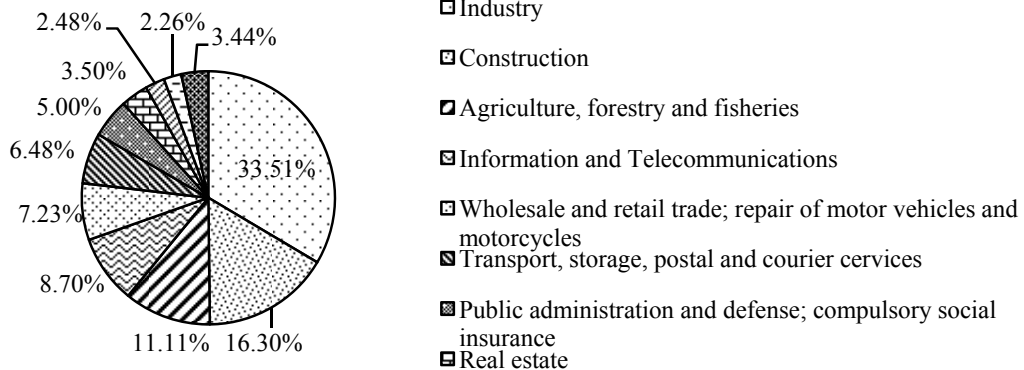 2.48%
2.26%
3.44%
3.50%
5.00%
6.48%
33.51%
7.23%
8.70%
11.11%
16.30%
Industry
Construction
Agriculture, forestry and fisheries
Information and Telecommunications
Wholesale and retail trade; repair of motor vehicles and
motorcycles
Transport, storage, postal and courier cervices
Public administration and defense; compulsory social
insurance
Real estate